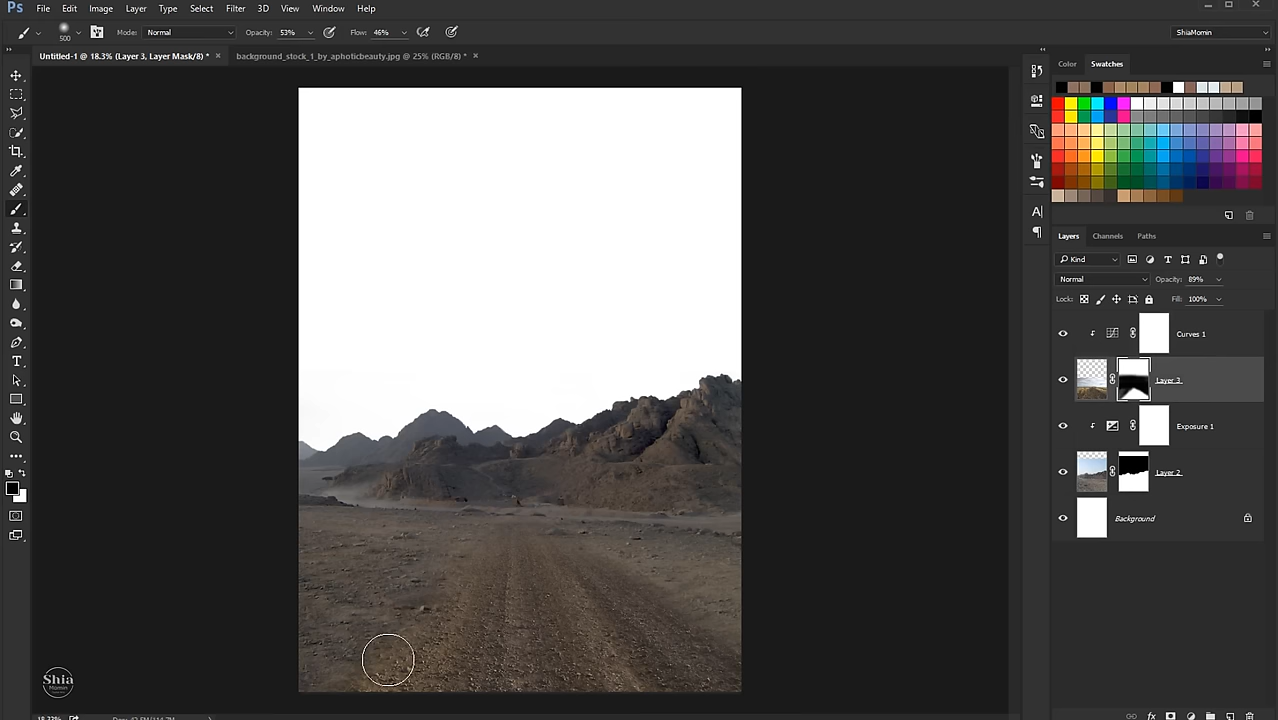 Ps File Edit Image Layer Type Select Filter 3D View Window Help
500 Mode: Normal Opacity: 53% Flow: 46% ShiaMomin
Untitled-1 @ 18.3% (Layer 3, Layer Mask/8) * × background_stock_1_by_aphoticbeauty.jpg @ 25% (RGB/8) * ×
Color Swatches
Layers Channels Paths
Kind
Normal Opacity: 89%
Lock: Fill: 100%
Curves 1
Layer 3
Exposure 1
Layer 2
Background
Shia
Momin